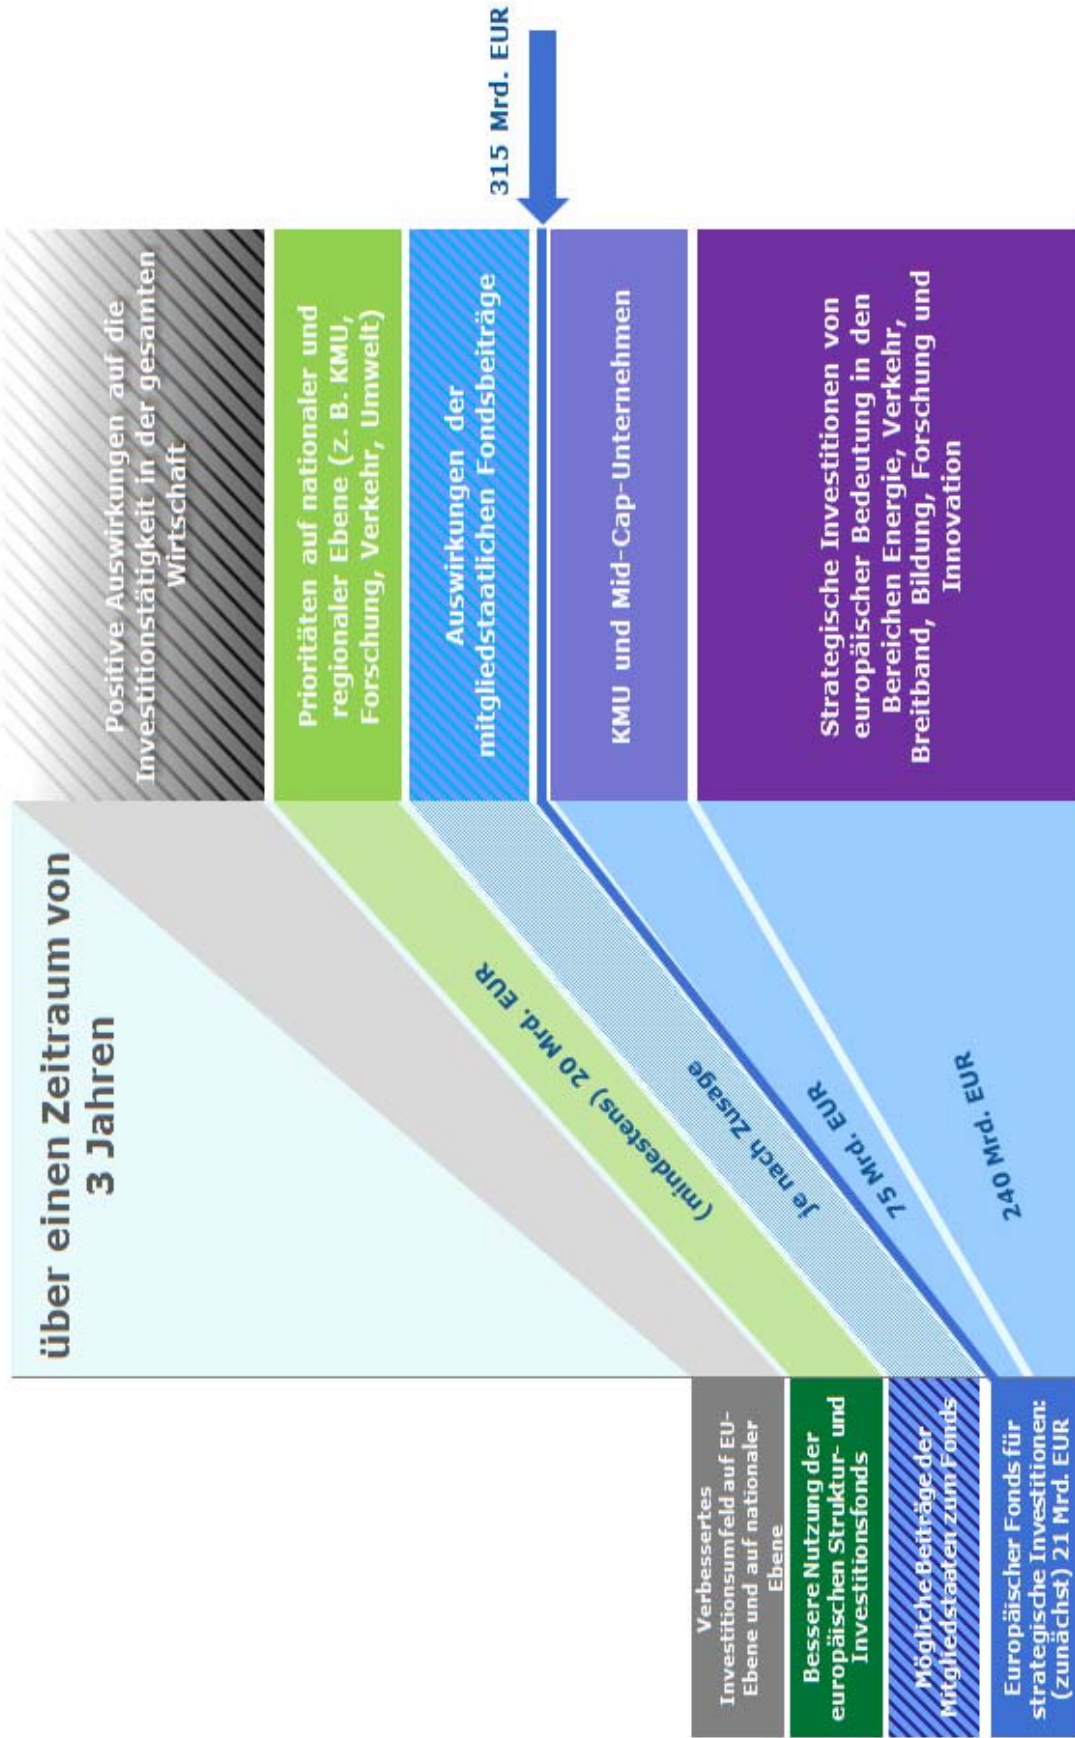 über einen Zeitraum von
3 Jahren
Verbessertes
Investitionsumfeld auf EU-
Ebene und auf nationaler
Ebene
Bessere Nutzung der
europäischen Struktur- und
Investitionsfonds
Mögliche Beiträge der
Mitgliedstaaten zum Fonds
Europäischer Fonds für
strategische Investitionen:
(zunächst) 21 Mrd. EUR
(mindestens) 20 Mrd. EUR
je nach Zusage
75 Mrd. EUR
240 Mrd. EUR
Positive Auswirkungen auf die
Investitionstätigkeit in der gesamten
Wirtschaft
Prioritäten auf nationaler und
regionaler Ebene (z. B. KMU,
Forschung, Verkehr, Umwelt)
Auswirkungen der
mitgliedstaatlichen Fondsbeiträge
KMU und Mid-Cap-Unternehmen
Strategische Investitionen von
europäischer Bedeutung in den
Bereichen Energie, Verkehr,
Breitband, Bildung, Forschung und
Innovation
315 Mrd. EUR